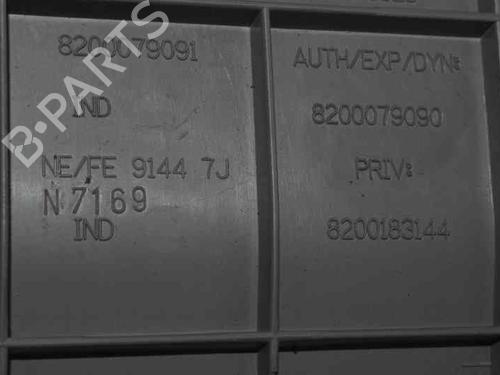 8200079091
IND
NE/FE 9144 7J
N 7169
IND
AUTH/EXP/DYN:
8200079090
PRIV:
8200183144
B-PARTS